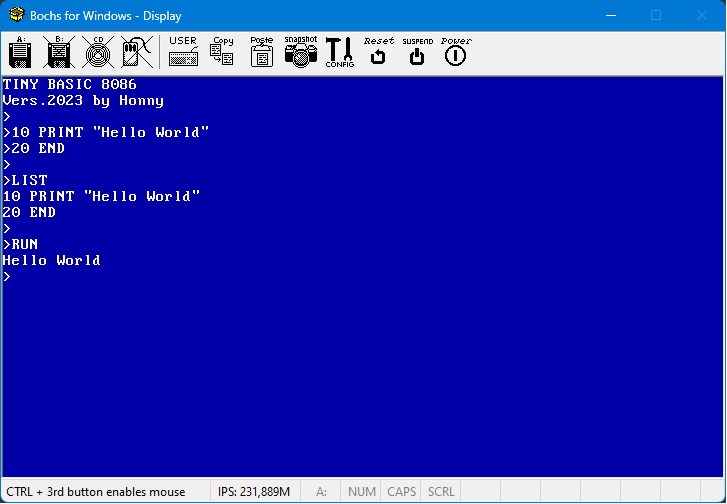 Bochs for Windows - Display
A: B: CD USER Copy Paste snapshot CONFIG Reset SUSPEND Power
TINY BASIC 8086
Vers.2023 by Honny
>
>10 PRINT "Hello World"
>20 END
>
>LIST
10 PRINT "Hello World"
20 END
>
>RUN
Hello World
>
CTRL + 3rd button enables mouse IPS: 231,889M A: NUM CAPS SCRL